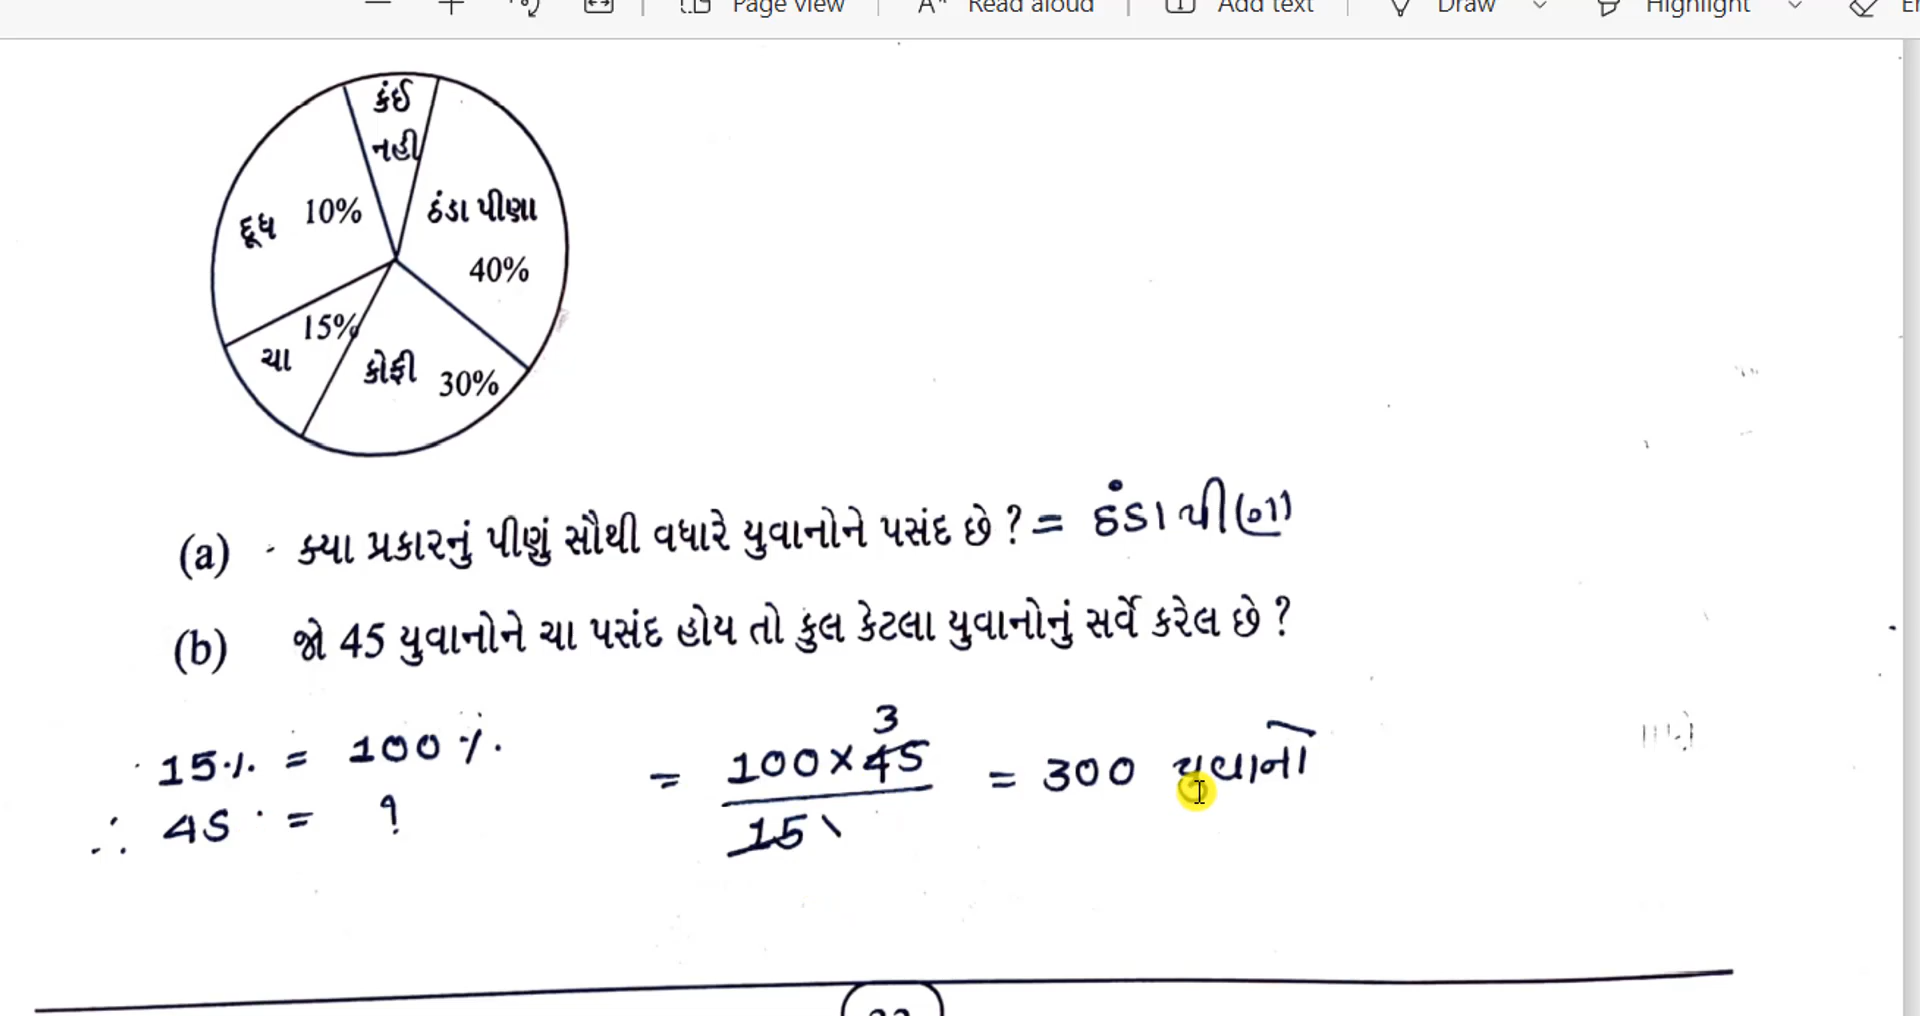 Page view
Read aloud
Add text
Draw
Highlight
કંઈ
નહી
દૂધ 10%
ઠંડા પીણા
40%
15%
ચા
કોફી 30%
(a) ક્યા પ્રકારનું પીણું સૌથી વધારે યુવાનોને પસંદ છે ? = ઠંડા પીણા
(b) જો 45 યુવાનોને ચા પસંદ હોય તો કુલ કેટલા યુવાનોનું સર્વે કરેલ છે ?
15% = 100%
∴ 45 = ?
3
= 100 × 45 = 300 યુવાનો
15